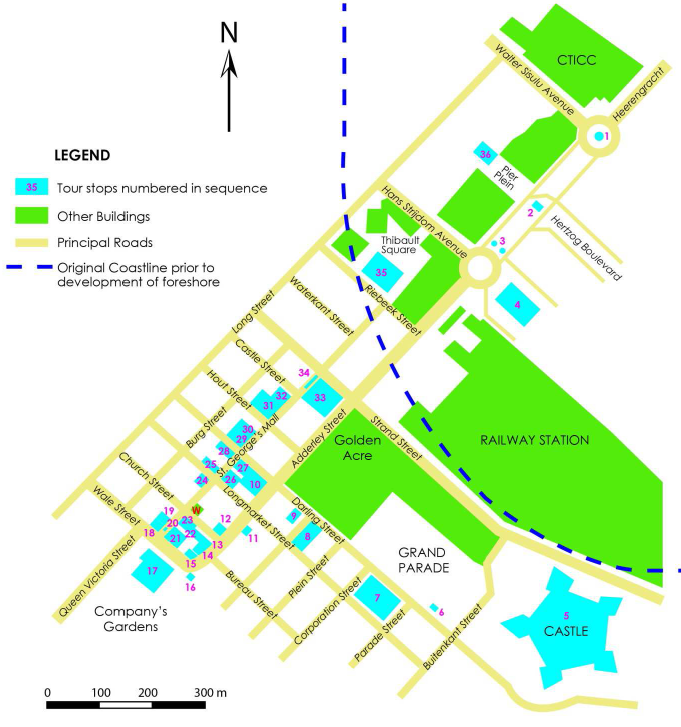 N
CTICC
Walter Sisulu Avenue
Heerengracht
1
LEGEND
35 Tour stops numbered in sequence
Other Buildings
Principal Roads
Original Coastline prior to
development of foreshore
36
Pier
Plein
2
Hans Strijdom Avenue
Hertzog Boulevard
3
Thibault
Square
35
4
Riebeek Street
Waterkant Street
Long Street
Castle Street
34
33
32
31
Hout Street
St. George's Mall
Adderley Street
Strand Street
Golden
Acre
RAILWAY STATION
Burg Street
30
29
28
27
26
25
24
10
Church Street
Longmarket Street
Darling Street
W
9
8
Wale Street
19
20
23
12
18
21
22
13
11
14
15
17
16
GRAND
PARADE
Queen Victoria Street
Company's
Gardens
Bureau Street
Plein Street
Corporation Street
7
6
Parade Street
Buitenkant Street
5
CASTLE
0 100 200 300 m